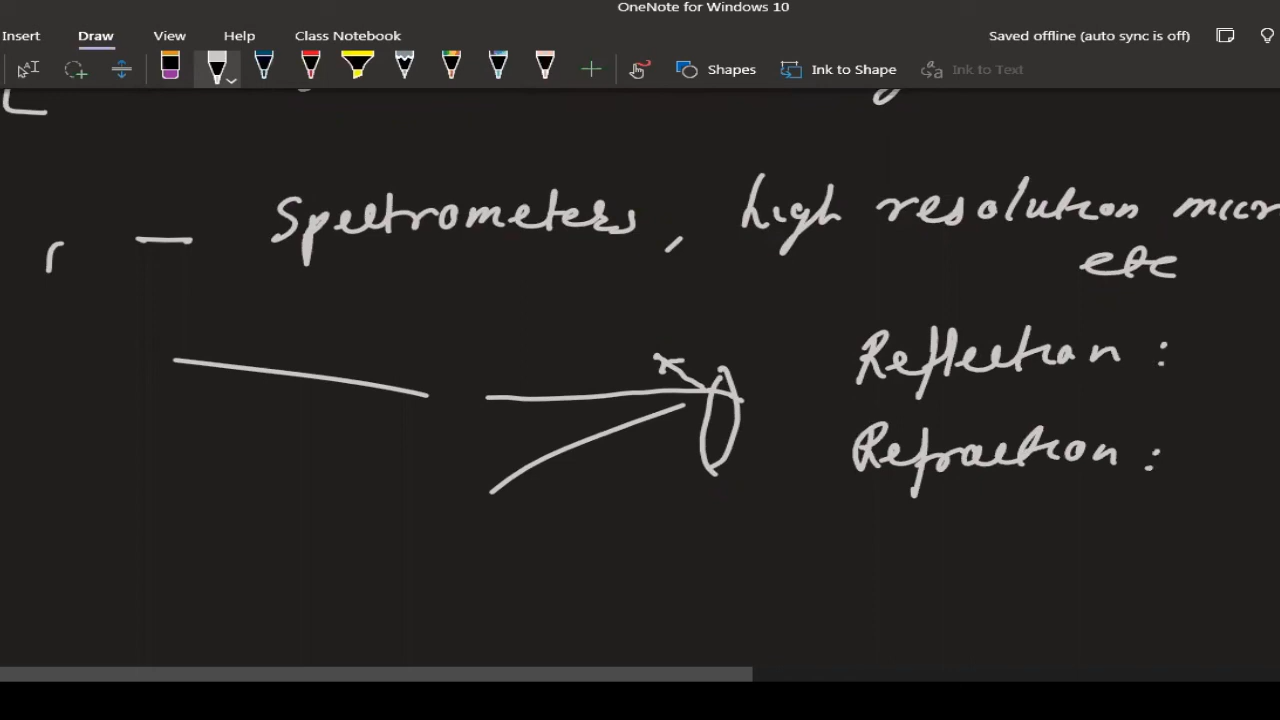 OneNote for Windows 10
Insert Draw View Help Class Notebook Saved offline (auto sync is off)
Shapes Ink to Shape Ink to Text
— Spectrometers, high resolution micr
etc
Reflection :
Refraction :